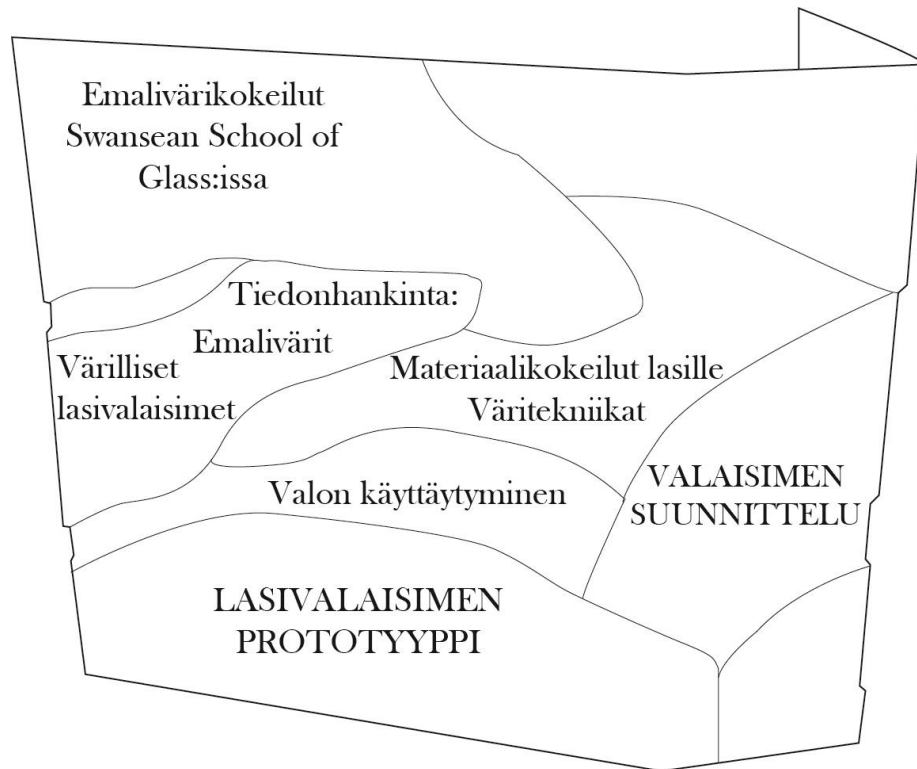 Emalivärikokeilut
Swansean School of
Glass:issa
Tiedonhankinta:
Emalivärit
Värilliset
lasivalaisimet
Materiaalikokeilut lasille
Väritekniikat
VALAISIMEN
SUUNNITTELU
Valon käyttäytyminen
LASIVALAISIMEN
PROTOTYYPPI